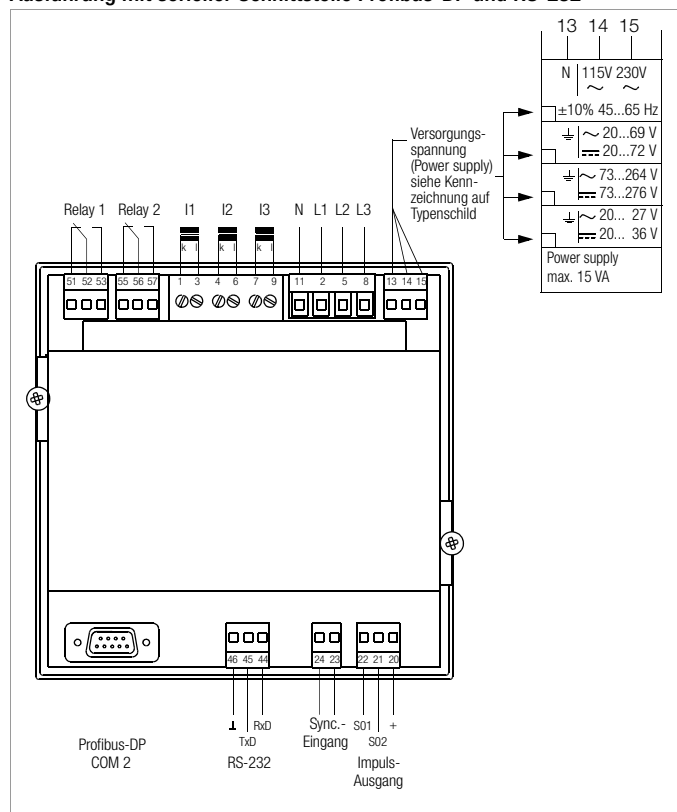 Ausführung mit serieller Schnittstelle Profibus-DP und RS-232
13 14 15
N 115V 230V
∼ ∼
±10% 45...65 Hz
∼ 20...69 V
20...72 V
∼ 73...264 V
73...276 V
∼ 20... 27 V
20... 36 V
Power supply
max. 15 VA
Versorgungs-
spannung
(Power supply)
siehe Kenn-
zeichnung auf
Typenschild
Relay 1 Relay 2 I1 I2 I3 N L1 L2 L3
k l k l k l
51 52 53 55 56 57 1 3 4 6 7 9 11 2 5 8 13 14 15
46 45 44 24 23 22 21 20
RxD
TxD
RS-232
Sync.-
Eingang
S01 +
S02
Impuls-
Ausgang
Profibus-DP
COM 2